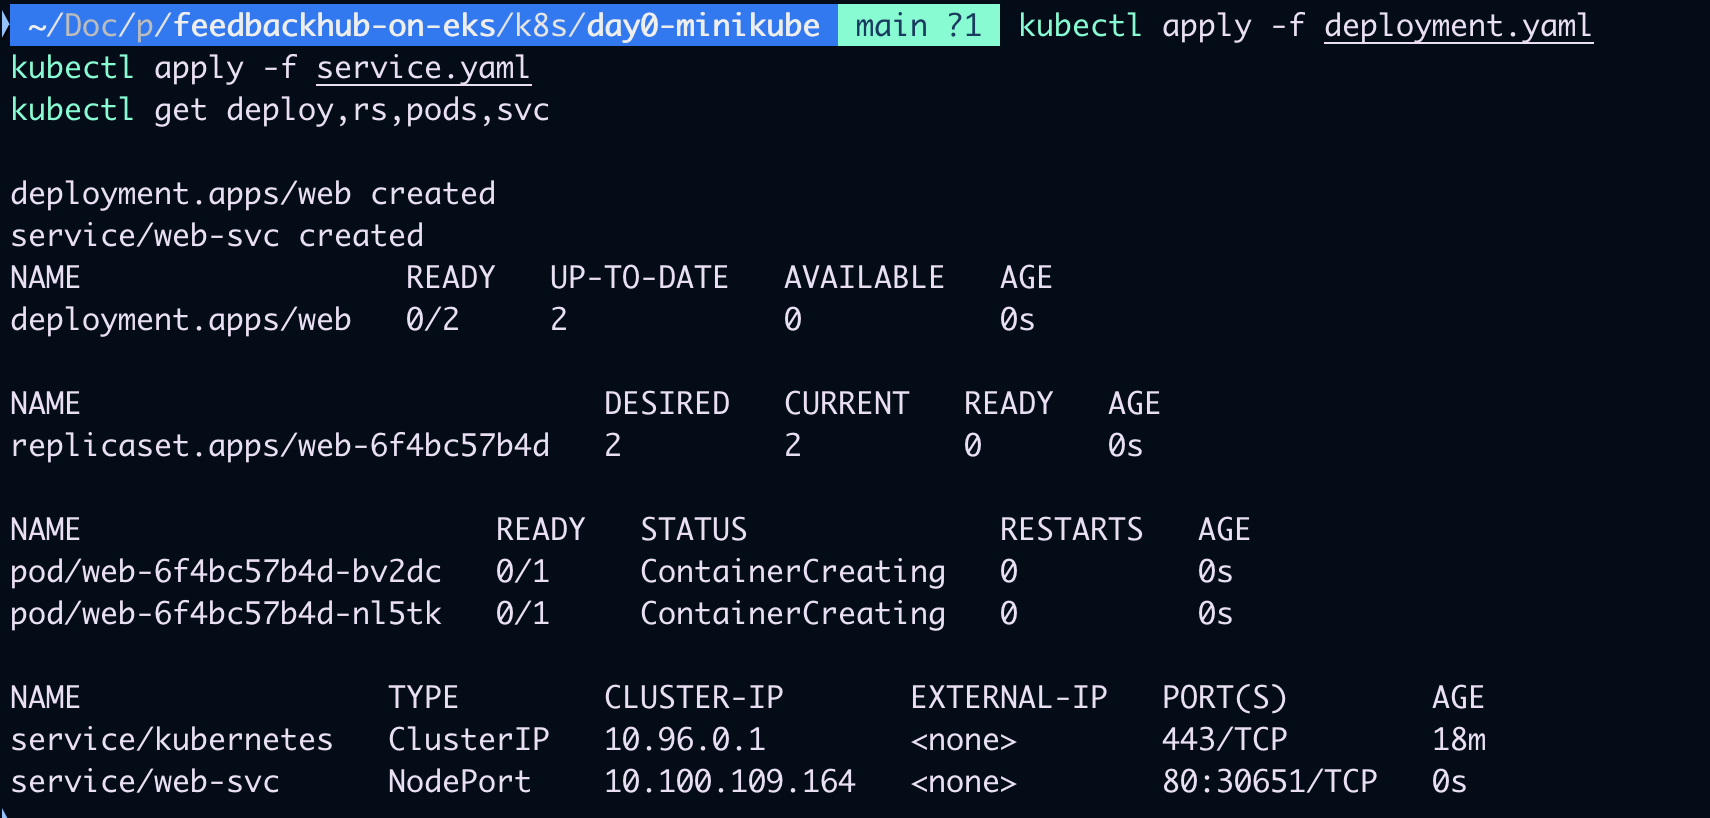 ~/Doc/p/feedbackhub-on-eks/k8s/day0-minikube main ?1 kubectl apply -f deployment.yaml
kubectl apply -f service.yaml
kubectl get deploy,rs,pods,svc
deployment.apps/web created
service/web-svc created
NAME READY UP-TO-DATE AVAILABLE AGE
deployment.apps/web 0/2 2 0 0s
NAME DESIRED CURRENT READY AGE
replicaset.apps/web-6f4bc57b4d 2 2 0 0s
NAME READY STATUS RESTARTS AGE
pod/web-6f4bc57b4d-bv2dc 0/1 ContainerCreating 0 0s
pod/web-6f4bc57b4d-nl5tk 0/1 ContainerCreating 0 0s
NAME TYPE CLUSTER-IP EXTERNAL-IP PORT(S) AGE
service/kubernetes ClusterIP 10.96.0.1 <none> 443/TCP 18m
service/web-svc NodePort 10.100.109.164 <none> 80:30651/TCP 0s